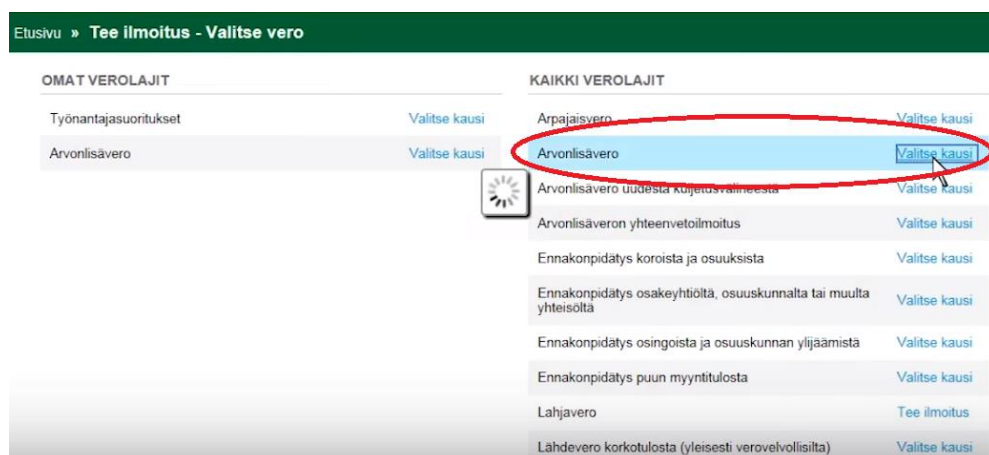 Etusivu » Tee ilmoitus - Valitse vero
OMAT VEROLAJIT
Työnantajasuoritukset Valitse kausi
Arvonlisävero Valitse kausi
KAIKKI VEROLAJIT
Arpajaisvero Valitse kausi
Arvonlisävero Valitse kausi
Arvonlisävero uudesta kuljetusvälineestä Valitse kausi
Arvonlisäveron yhteenvetoilmoitus Valitse kausi
Ennakonpidätys koroista ja osuuksista Valitse kausi
Ennakonpidätys osakeyhtiöltä, osuuskunnalta tai muulta
yhteisöltä Valitse kausi
Ennakonpidätys osingoista ja osuuskunnan ylijäämistä Valitse kausi
Ennakonpidätys puun myyntitulosta Valitse kausi
Lahjavero Tee ilmoitus
Lähdevero korkotulosta (yleisesti verovelvollisilta) Valitse kausi